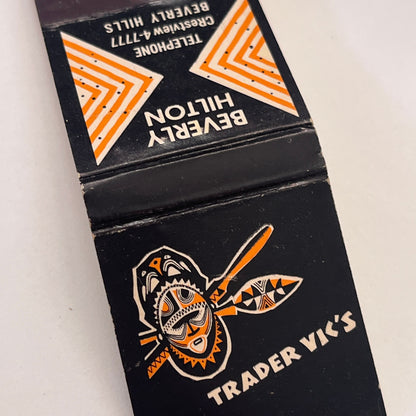 BEVERLY
HILTON
TELEPHONE
CRestview 4-7777
BEVERLY HILLS
TRADER VIC'S